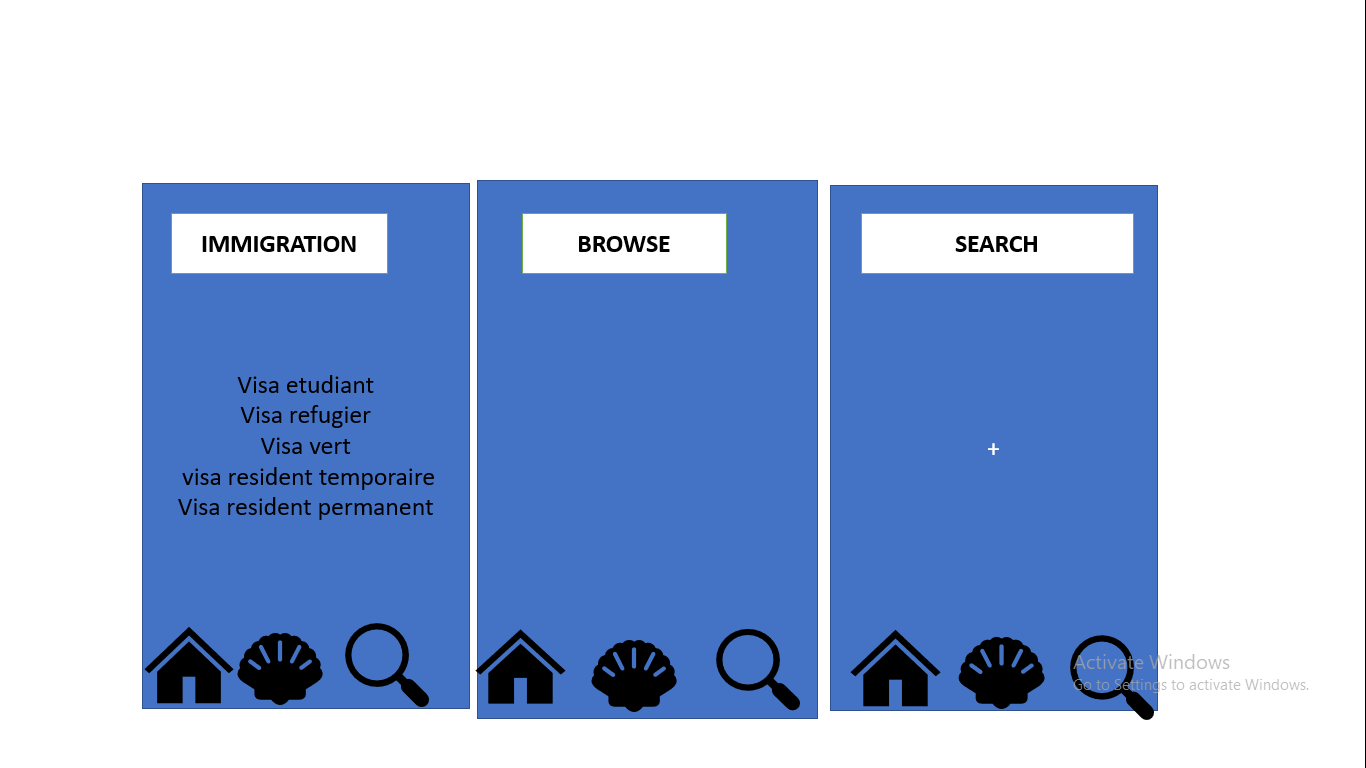 IMMIGRATION
Visa etudiant
Visa refugier
Visa vert
visa resident temporaire
Visa resident permanent
BROWSE
SEARCH
+
Activate Windows
Go to Settings to activate Windows.